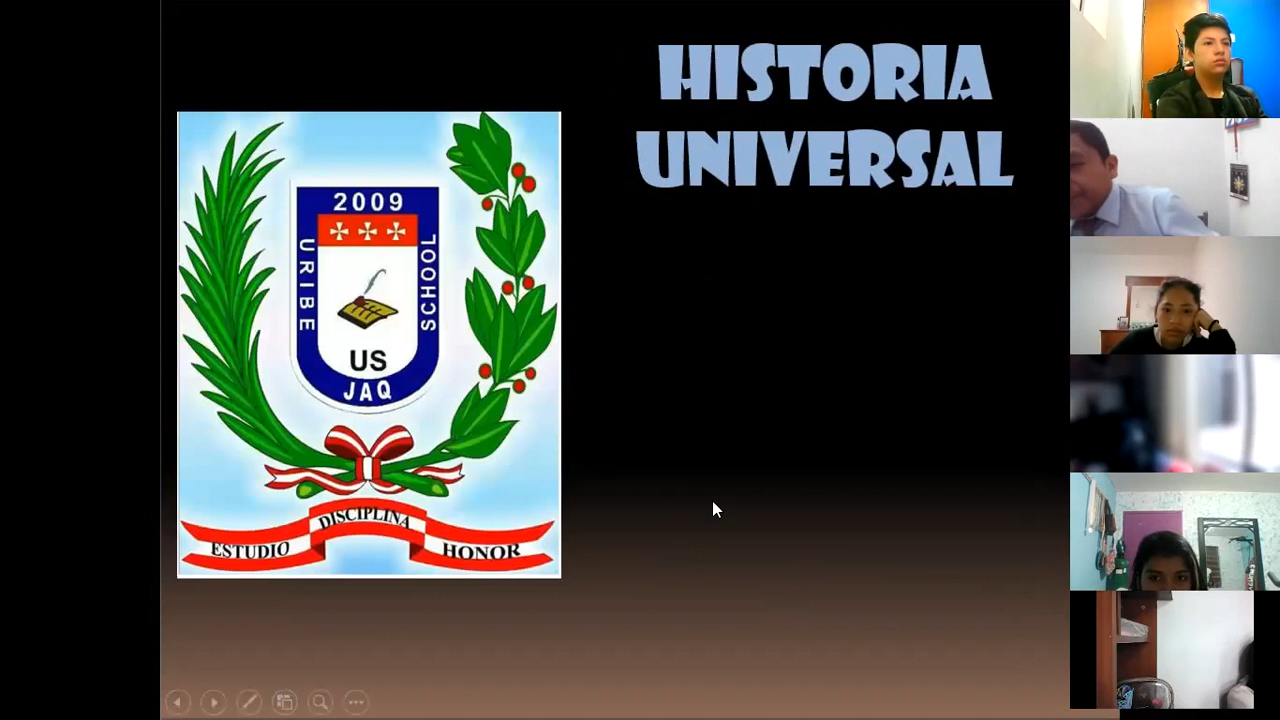 HISTORIA
UNIVERSAL
2009
URIBE
SCHOOL
US
JAQ
ESTUDIO
DISCIPLINA
HONOR